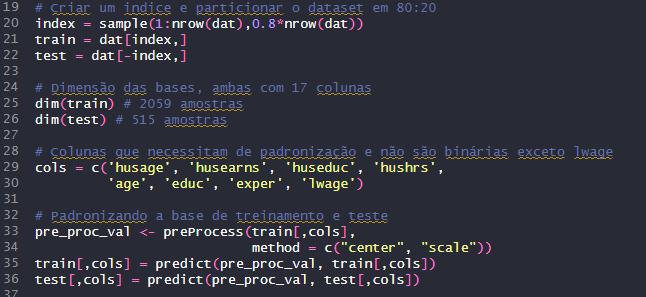 19 # Criar um indice e particionar o dataset em 80:20
20 index = sample(1:nrow(dat),0.8*nrow(dat))
21 train = dat[index,]
22 test = dat[-index,]
23
24 # Dimensão das bases, ambas com 17 colunas
25 dim(train) # 2059 amostras
26 dim(test) # 515 amostras
27
28 # Colunas que necessitam de padronização e não são binárias exceto lwage
29 cols = c('husage', 'husearns', 'huseduc', 'hushrs',
30 'age', 'educ', 'exper', 'lwage')
31
32 # Padronizando a base de treinamento e teste
33 pre_proc_val <- preProcess(train[,cols],
34 method = c("center", "scale"))
35 train[,cols] = predict(pre_proc_val, train[,cols])
36 test[,cols] = predict(pre_proc_val, test[,cols])
37